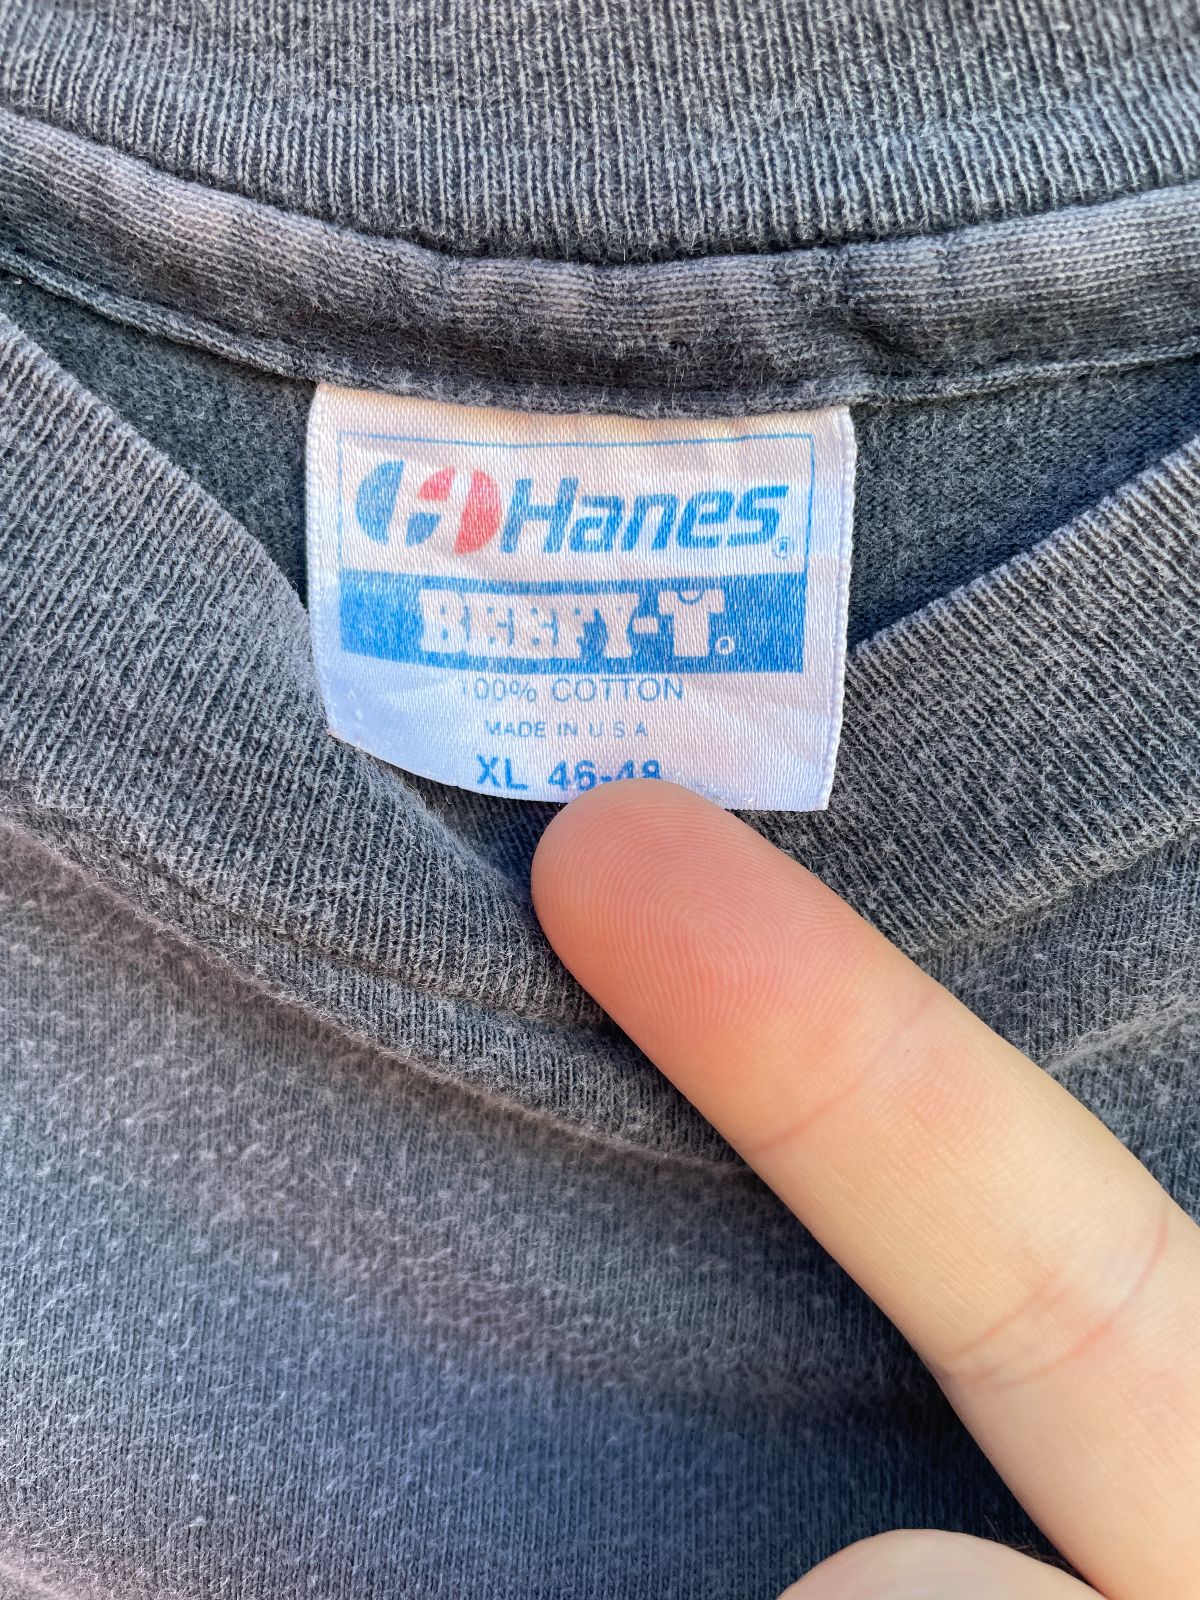 Hanes®
BEEFY-T®
100% COTTON
MADE IN U S A
XL 46-48